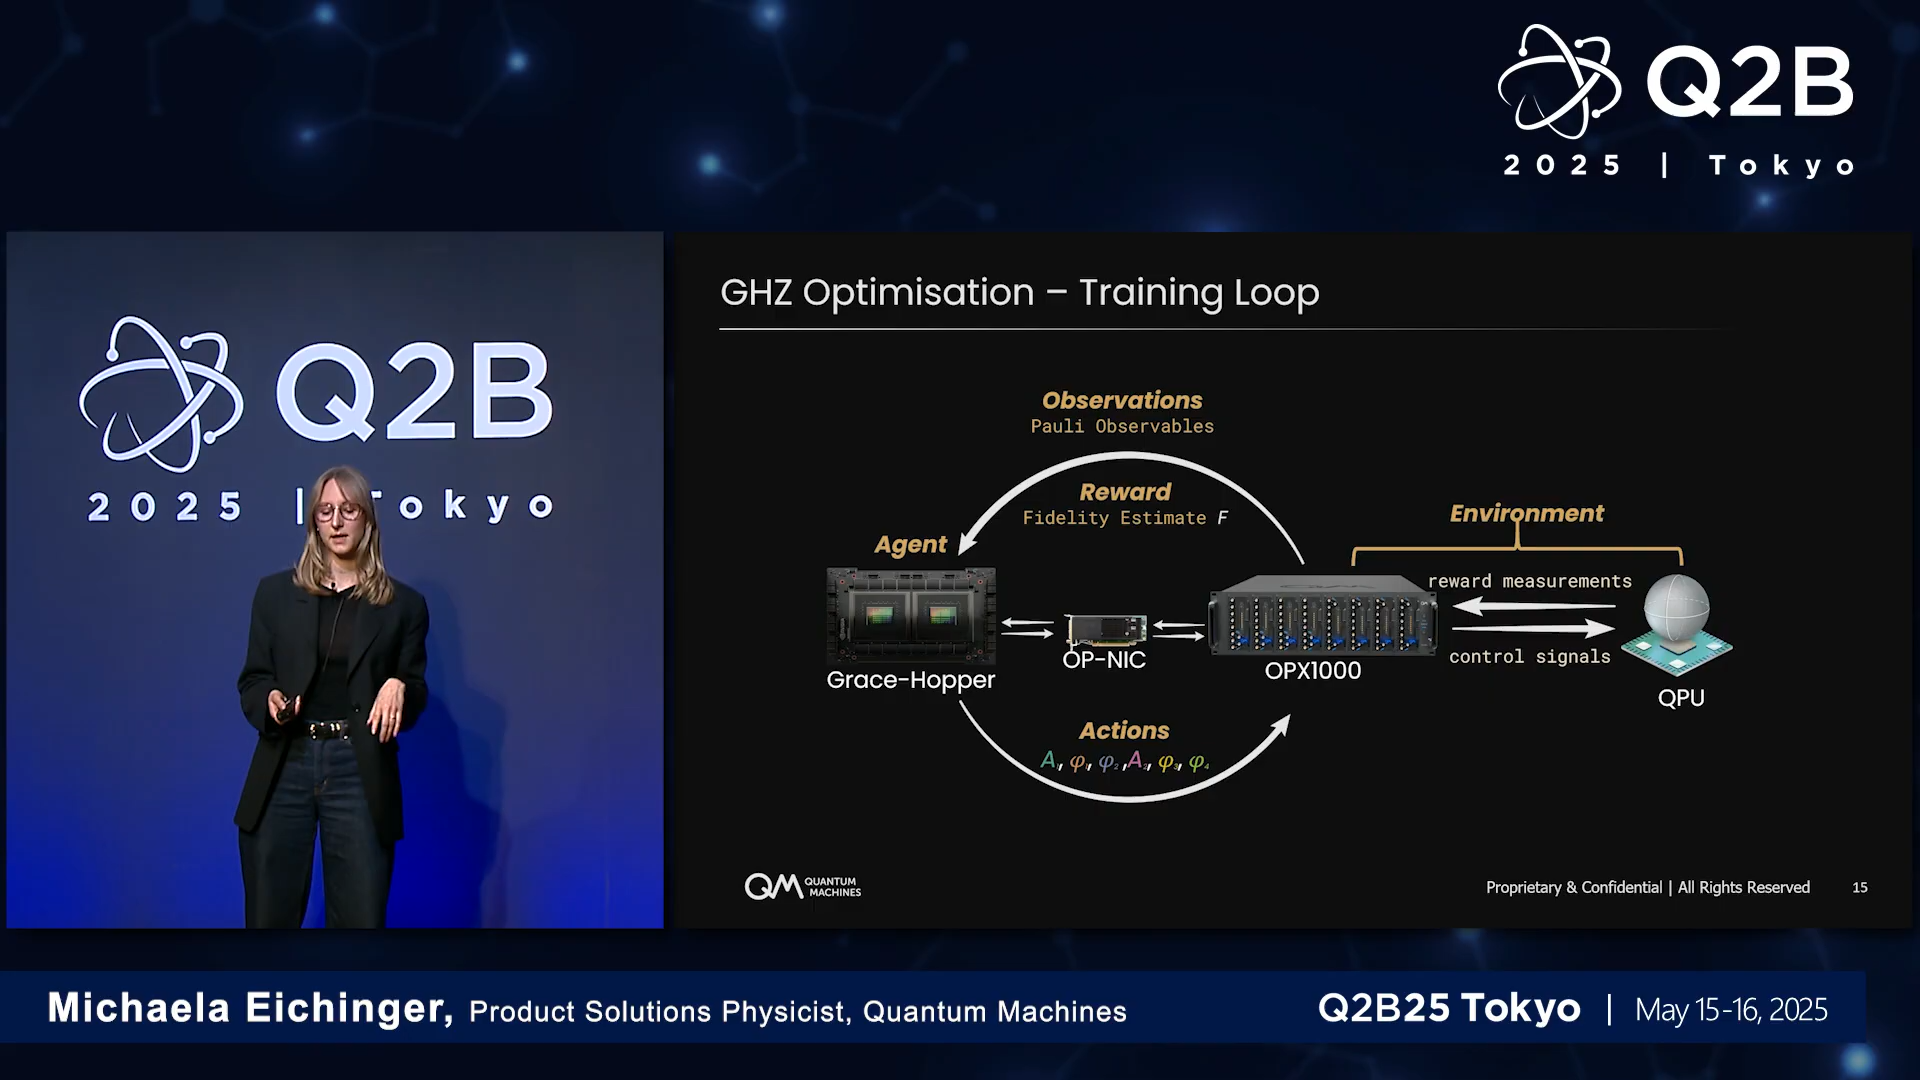 Q2B
2025 | Tokyo
Q2B
2025 | Tokyo
GHZ Optimisation – Training Loop
Observations
Pauli Observables
Reward
Fidelity Estimate F
Agent
Environment
reward measurements
control signals
Grace-Hopper
OP-NIC
OPX1000
QPU
Actions
A₁, φ₁, φ₂, A₂, φ₃, φ₄
QM QUANTUM MACHINES
Proprietary & Confidential | All Rights Reserved 15
Michaela Eichinger, Product Solutions Physicist, Quantum Machines
Q2B25 Tokyo | May 15-16, 2025